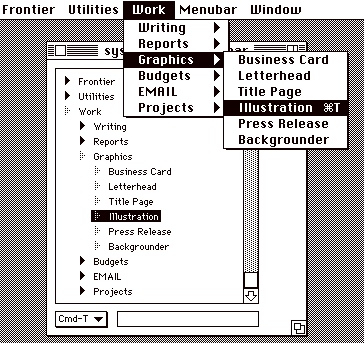 Frontier Utilities Work Menubar Window
Writing
Reports
Graphics
Budgets
EMAIL
Projects
Business Card
Letterhead
Title Page
Illustration ⌘T
Press Release
Backgrounder
sys
bar
Frontier
Utilities
Work
Writing
Reports
Graphics
Business Card
Letterhead
Title Page
Illustration
Press Release
Backgrounder
Budgets
EMAIL
Projects
Cmd-T